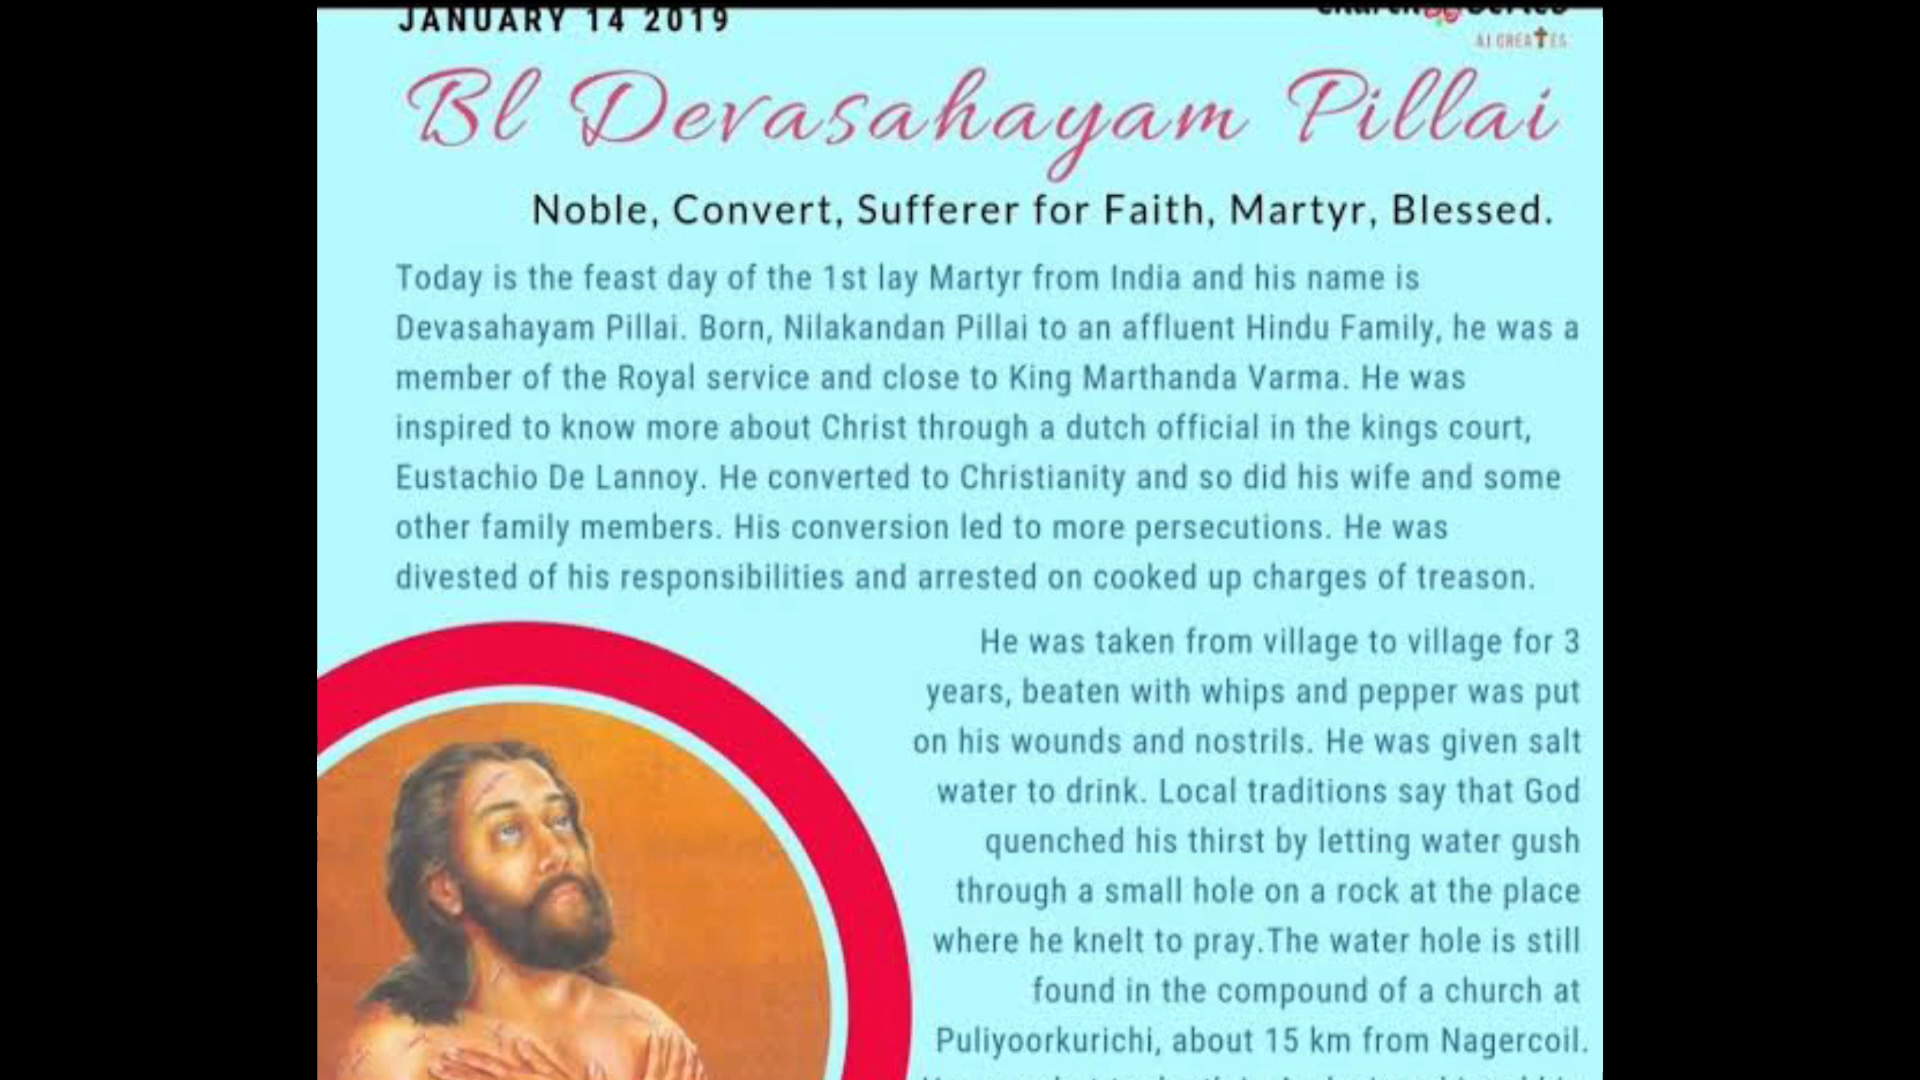 JANUARY 14 2019
AJ CREATES
Bl Devasahayam Pillai
Noble, Convert, Sufferer for Faith, Martyr, Blessed.
Today is the feast day of the 1st lay Martyr from India and his name is
Devasahayam Pillai. Born, Nilakandan Pillai to an affluent Hindu Family, he was a
member of the Royal service and close to King Marthanda Varma. He was
inspired to know more about Christ through a dutch official in the kings court,
Eustachio De Lannoy. He converted to Christianity and so did his wife and some
other family members. His conversion led to more persecutions. He was
divested of his responsibilities and arrested on cooked up charges of treason.
He was taken from village to village for 3
years, beaten with whips and pepper was put
on his wounds and nostrils. He was given salt
water to drink. Local traditions say that God
quenched his thirst by letting water gush
through a small hole on a rock at the place
where he knelt to pray.The water hole is still
found in the compound of a church at
Puliyoorkurichi, about 15 km from Nagercoil.